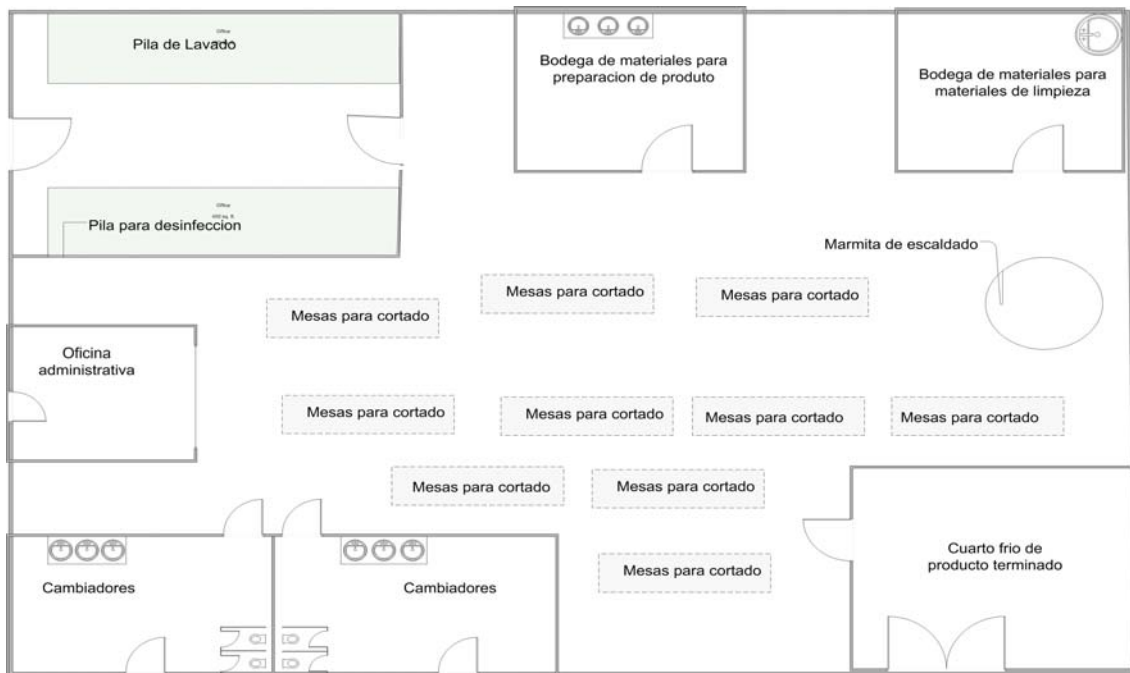 Office
Pila de Lavado
Bodega de materiales para
preparacion de produto
Bodega de materiales para
materiales de limpieza
Office
Pila para desinfeccion
Marmita de escaldado
Mesas para cortado
Mesas para cortado
Mesas para cortado
Oficina
administrativa
Mesas para cortado
Mesas para cortado
Mesas para cortado
Mesas para cortado
Mesas para cortado
Mesas para cortado
Mesas para cortado
Cuarto frio de
producto terminado
Cambiadores
Cambiadores